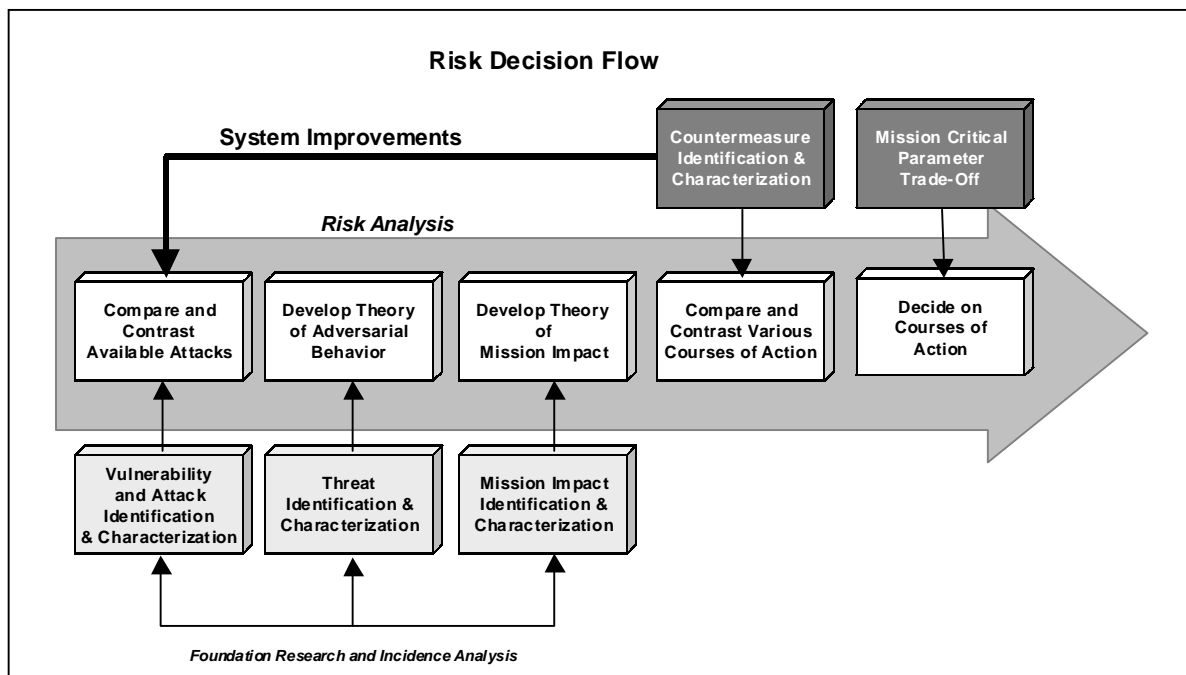 Risk Decision Flow
System Improvements
Countermeasure
Identification &
Characterization
Mission Critical
Parameter
Trade-Off
Risk Analysis
Compare and
Contrast
Available Attacks
Develop Theory
of Adversarial
Behavior
Develop Theory
of
Mission Impact
Compare and
Contrast Various
Courses of Action
Decide on
Courses of
Action
Vulnerability
and Attack
Identification
& Characterization
Threat
Identification &
Characterization
Mission Impact
Identification &
Characterization
Foundation Research and Incidence Analysis